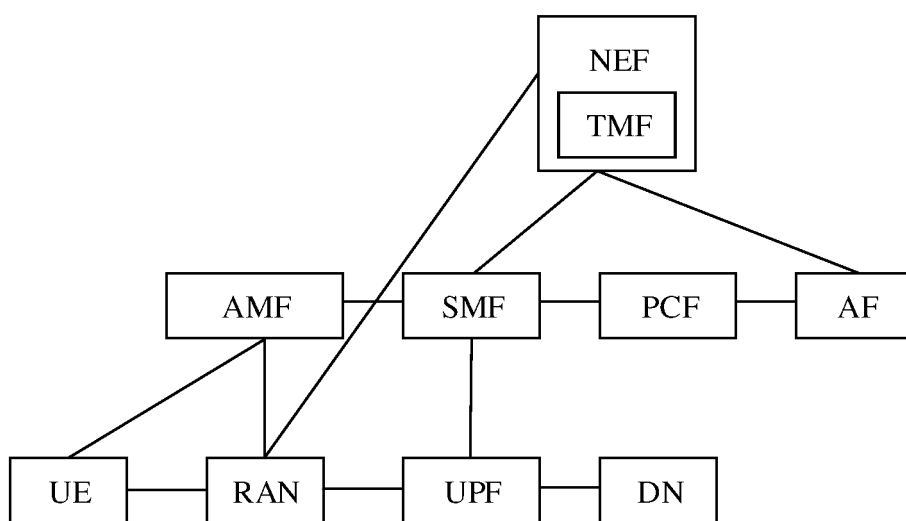 NEF
TMF
AMF
SMF
PCF
AF
UE
RAN
UPF
DN